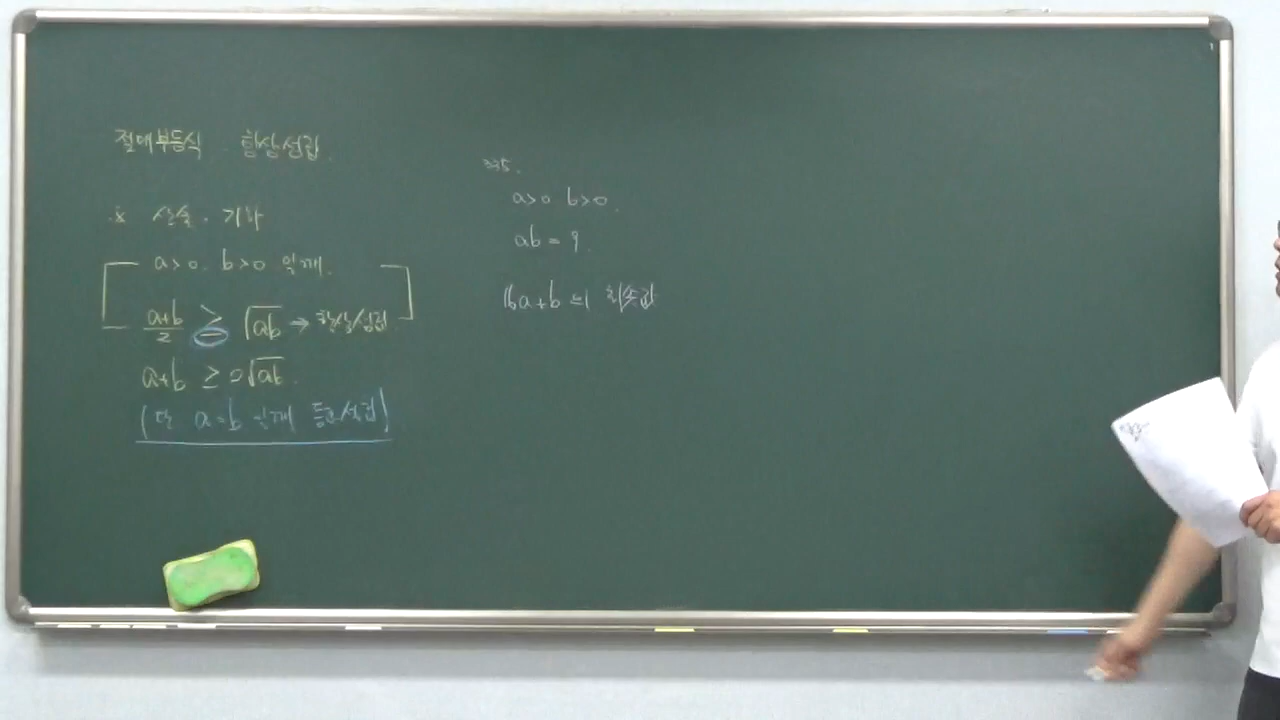 절대부등식 . 항상성립
※ 산술 . 기하
a>0. b>0 일때.
a+b/2 ≥ √ab → 항상성립
a+b ≥ 2√ab.
(단 a=b 일때 등호성립)
335.
a>0 b>0.
ab = 9.
16a+b 의 최솟값